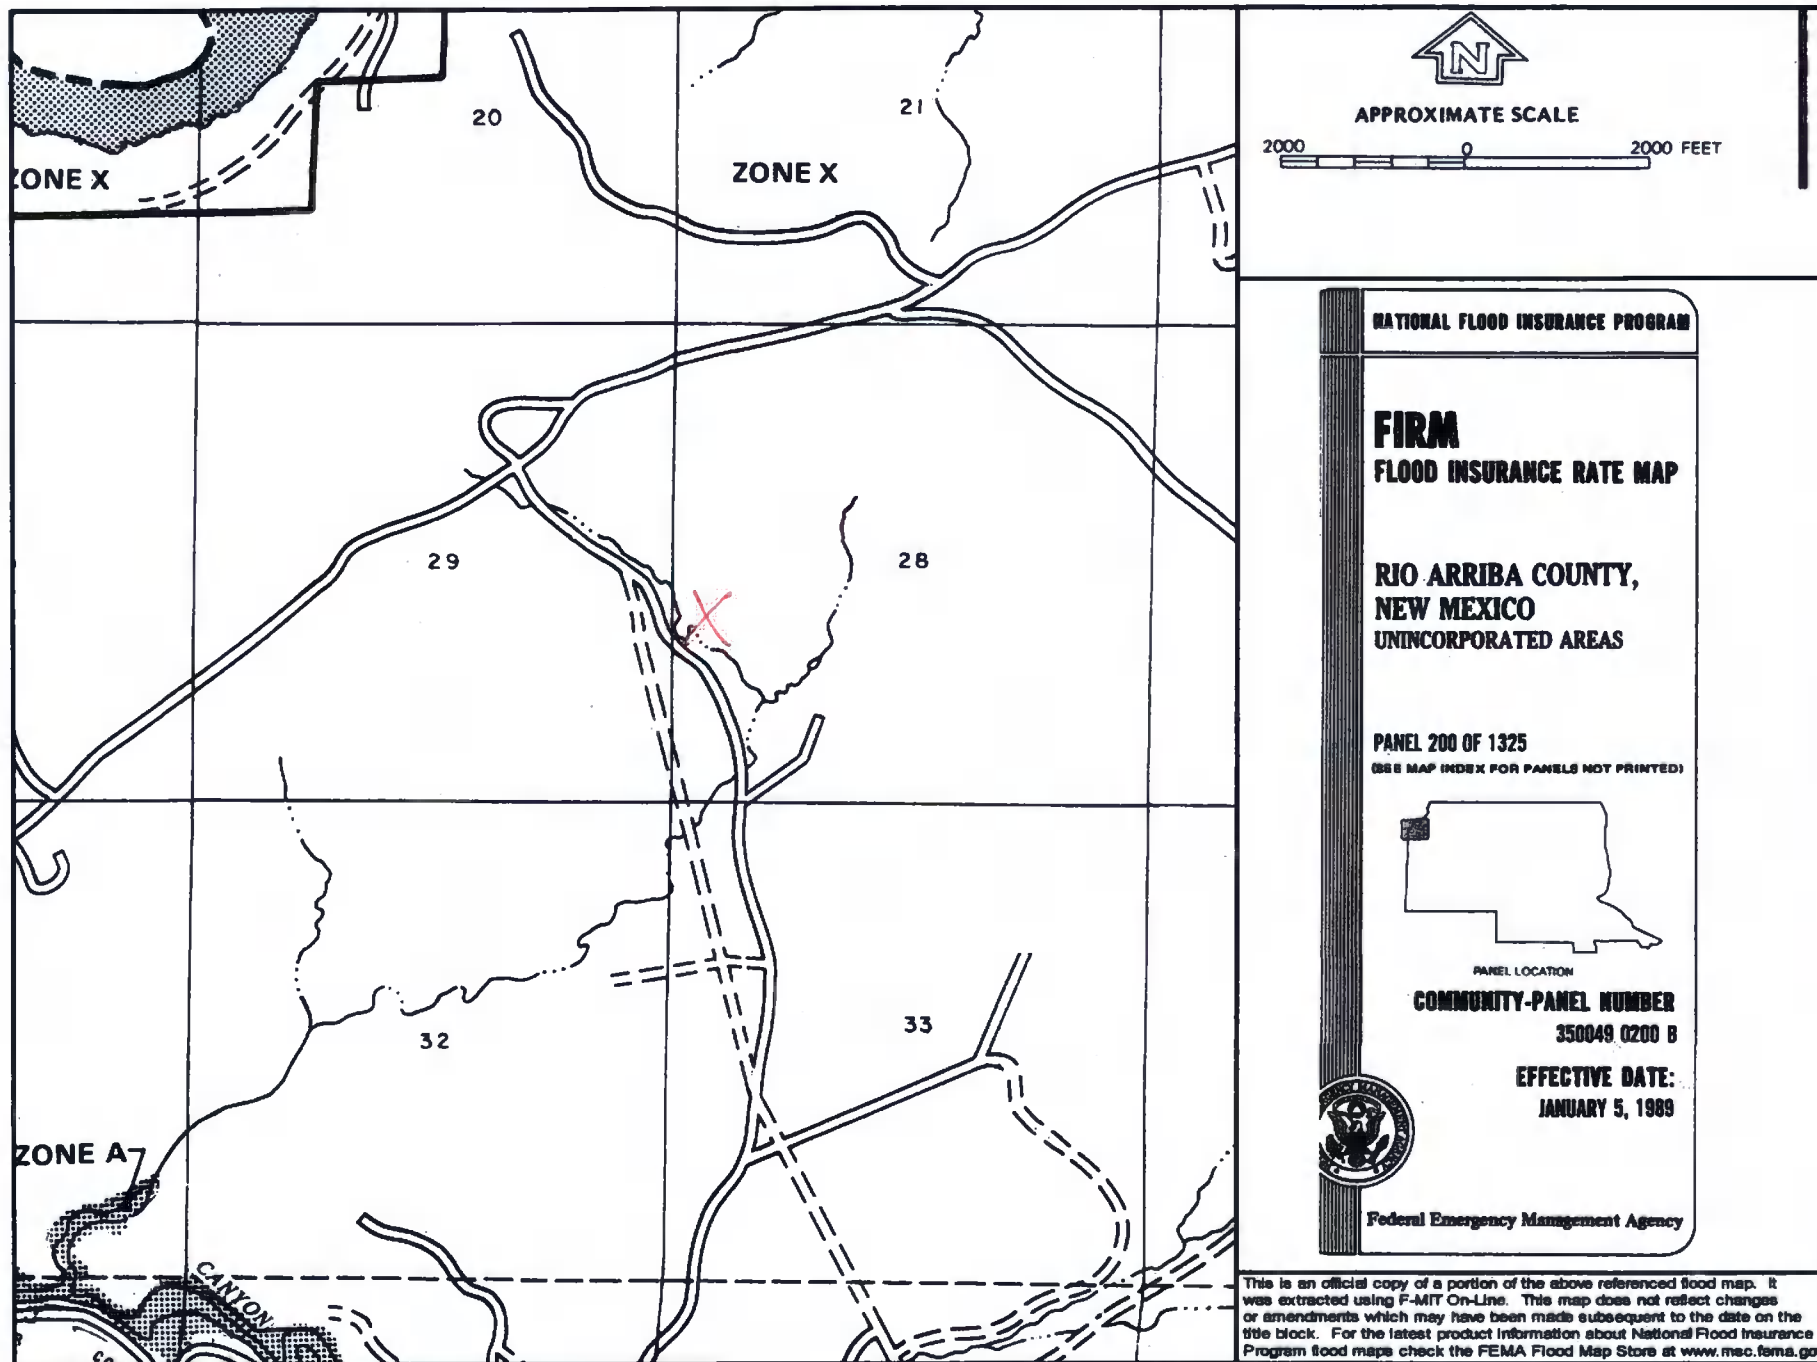 20
21
ZONE X
ZONE X
29
28
32
33
ZONE A
CANYON
N
APPROXIMATE SCALE
2000 0 2000 FEET
NATIONAL FLOOD INSURANCE PROGRAM
FIRM
FLOOD INSURANCE RATE MAP
RIO ARRIBA COUNTY,
NEW MEXICO
UNINCORPORATED AREAS
PANEL 200 OF 1325
(SEE MAP INDEX FOR PANELS NOT PRINTED)
PANEL LOCATION
COMMUNITY-PANEL NUMBER
350049 0200 B
EFFECTIVE DATE:
JANUARY 5, 1989
Federal Emergency Management Agency
This is an official copy of a portion of the above referenced flood map. It
was extracted using F-MIT On-Line. This map does not reflect changes
or amendments which may have been made subsequent to the date on the
title block. For the latest product information about National Flood Insurance
Program flood maps check the FEMA Flood Map Store at www.msc.fema.go